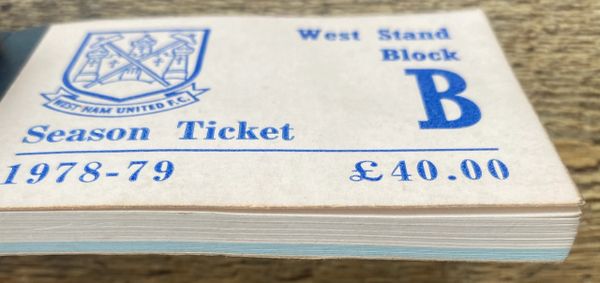 WEST HAM UNITED F.C.
Season Ticket
1978-79
West Stand
Block
B
£40.00